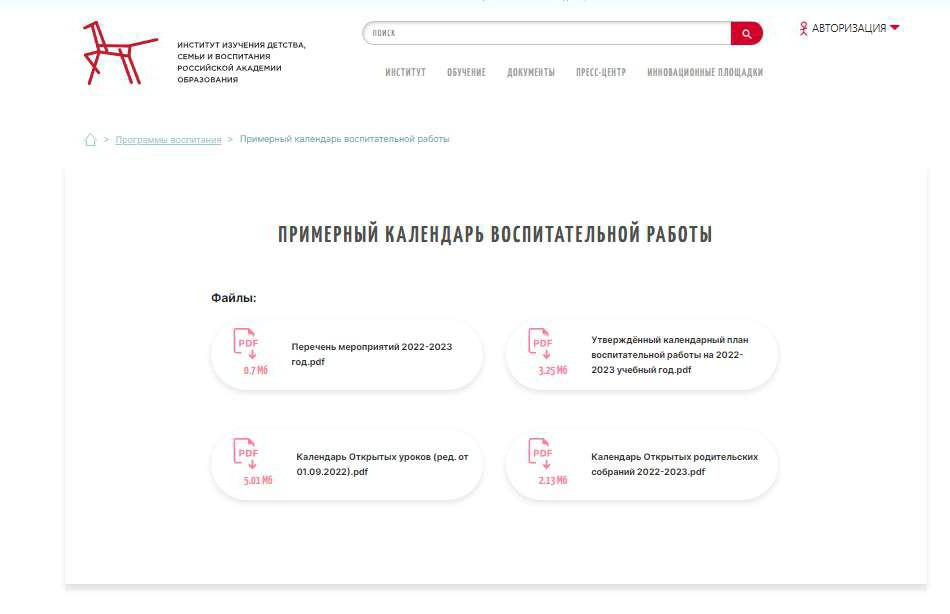 ИНСТИТУТ ИЗУЧЕНИЯ ДЕТСТВА,
СЕМЬИ И ВОСПИТАНИЯ
РОССИЙСКОЙ АКАДЕМИИ
ОБРАЗОВАНИЯ
ПОИСК
АВТОРИЗАЦИЯ
ИНСТИТУТ ОБУЧЕНИЕ ДОКУМЕНТЫ ПРЕСС-ЦЕНТР ИННОВАЦИОННЫЕ ПЛОЩАДКИ
> Программы воспитания > Примерный календарь воспитательной работы
ПРИМЕРНЫЙ КАЛЕНДАРЬ ВОСПИТАТЕЛЬНОЙ РАБОТЫ
Файлы:
PDF
0.7 Мб
Перечень мероприятий 2022-2023
год.pdf
PDF
3.25 Мб
Утверждённый календарный план
воспитательной работы на 2022-
2023 учебный год.pdf
PDF
5.01 Мб
Календарь Открытых уроков (ред. от
01.09.2022).pdf
PDF
2.13 Мб
Календарь Открытых родительских
собраний 2022-2023.pdf